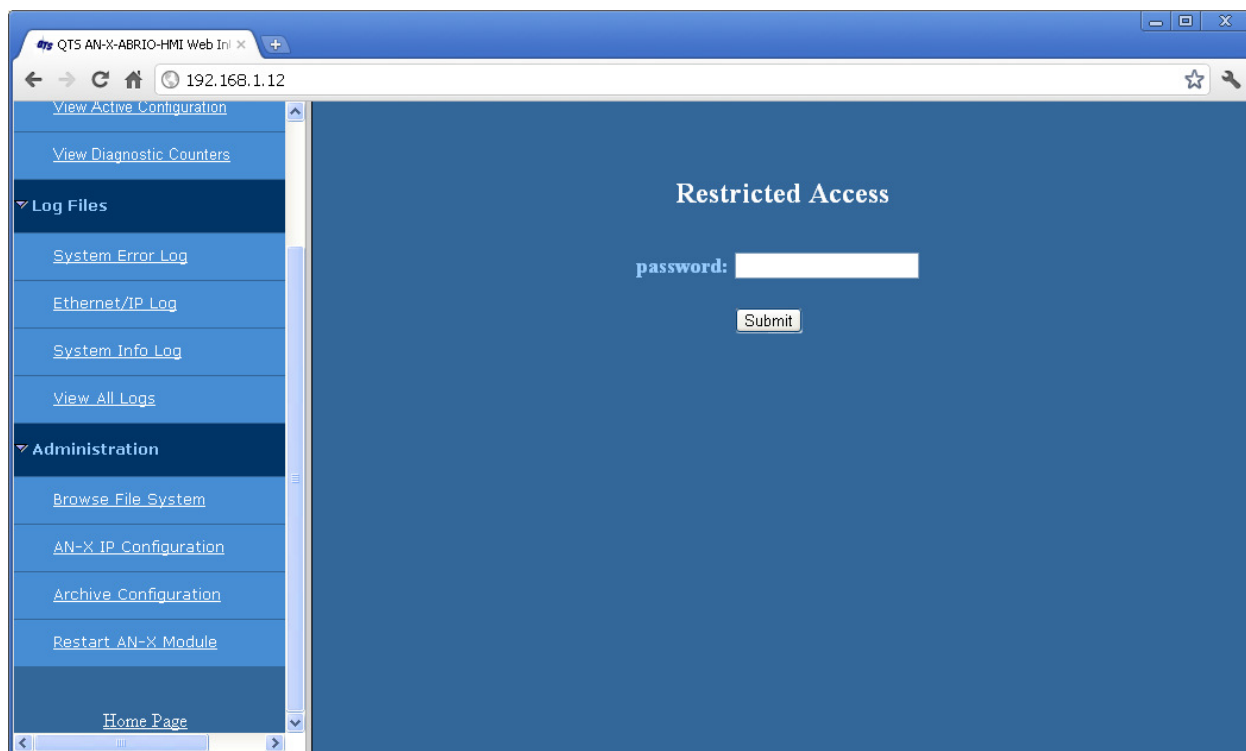 QTS AN-X-ABRIO-HMI Web In
192.168.1.12
View Active Configuration
View Diagnostic Counters
Log Files
System Error Log
Ethernet/IP Log
System Info Log
View All Logs
Administration
Browse File System
AN-X IP Configuration
Archive Configuration
Restart AN-X Module
Home Page
Restricted Access
password:
Submit